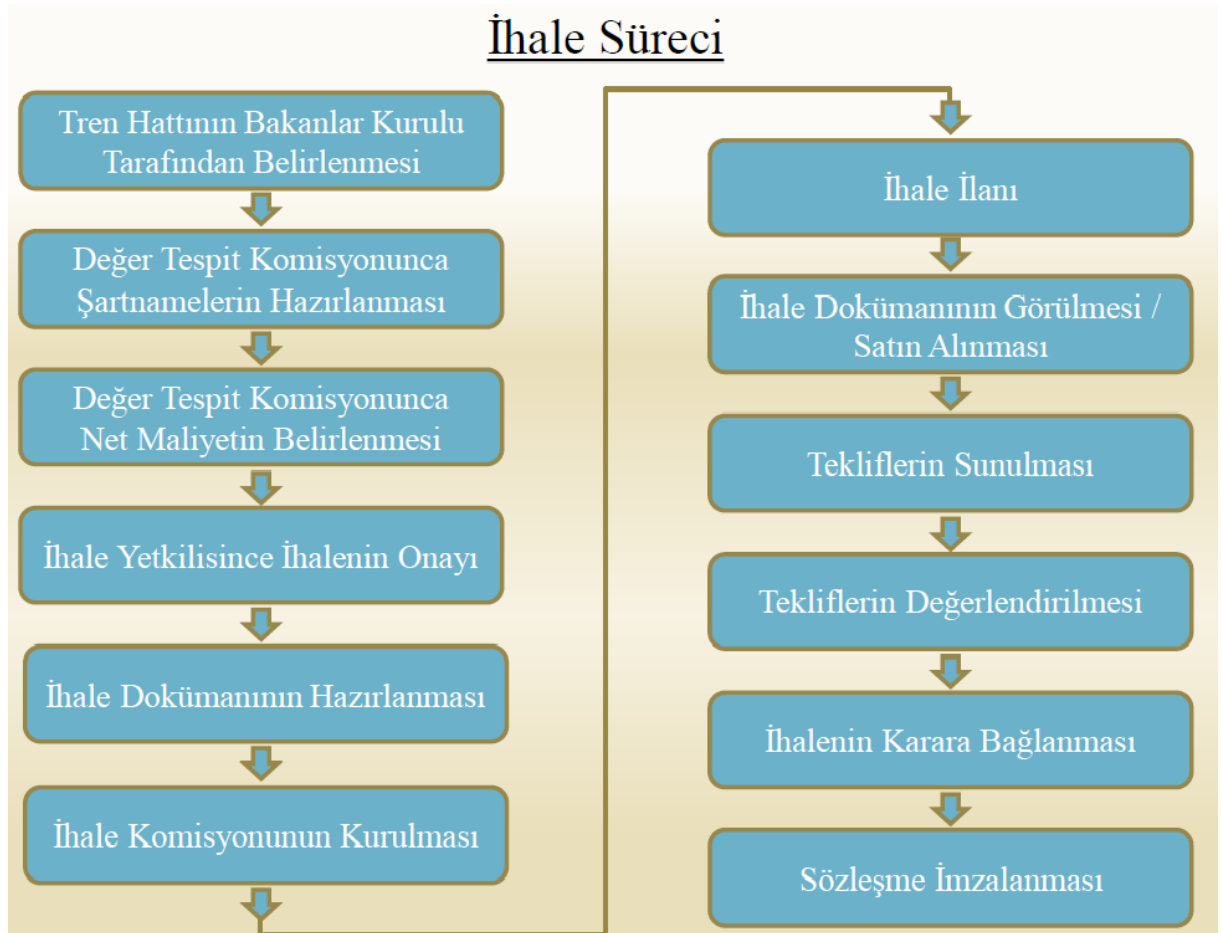 İhale Süreci
Tren Hattının Bakanlar Kurulu
Tarafından Belirlenmesi
Değer Tespit Komisyonunca
Şartnamelerin Hazırlanması
Değer Tespit Komisyonunca
Net Maliyetin Belirlenmesi
İhale Yetkilisince İhalenin Onayı
İhale Dokümanının Hazırlanması
İhale Komisyonunun Kurulması
İhale İlanı
İhale Dokümanının Görülmesi /
Satın Alınması
Tekliflerin Sunulması
Tekliflerin Değerlendirilmesi
İhalenin Karara Bağlanması
Sözleşme İmzalanması